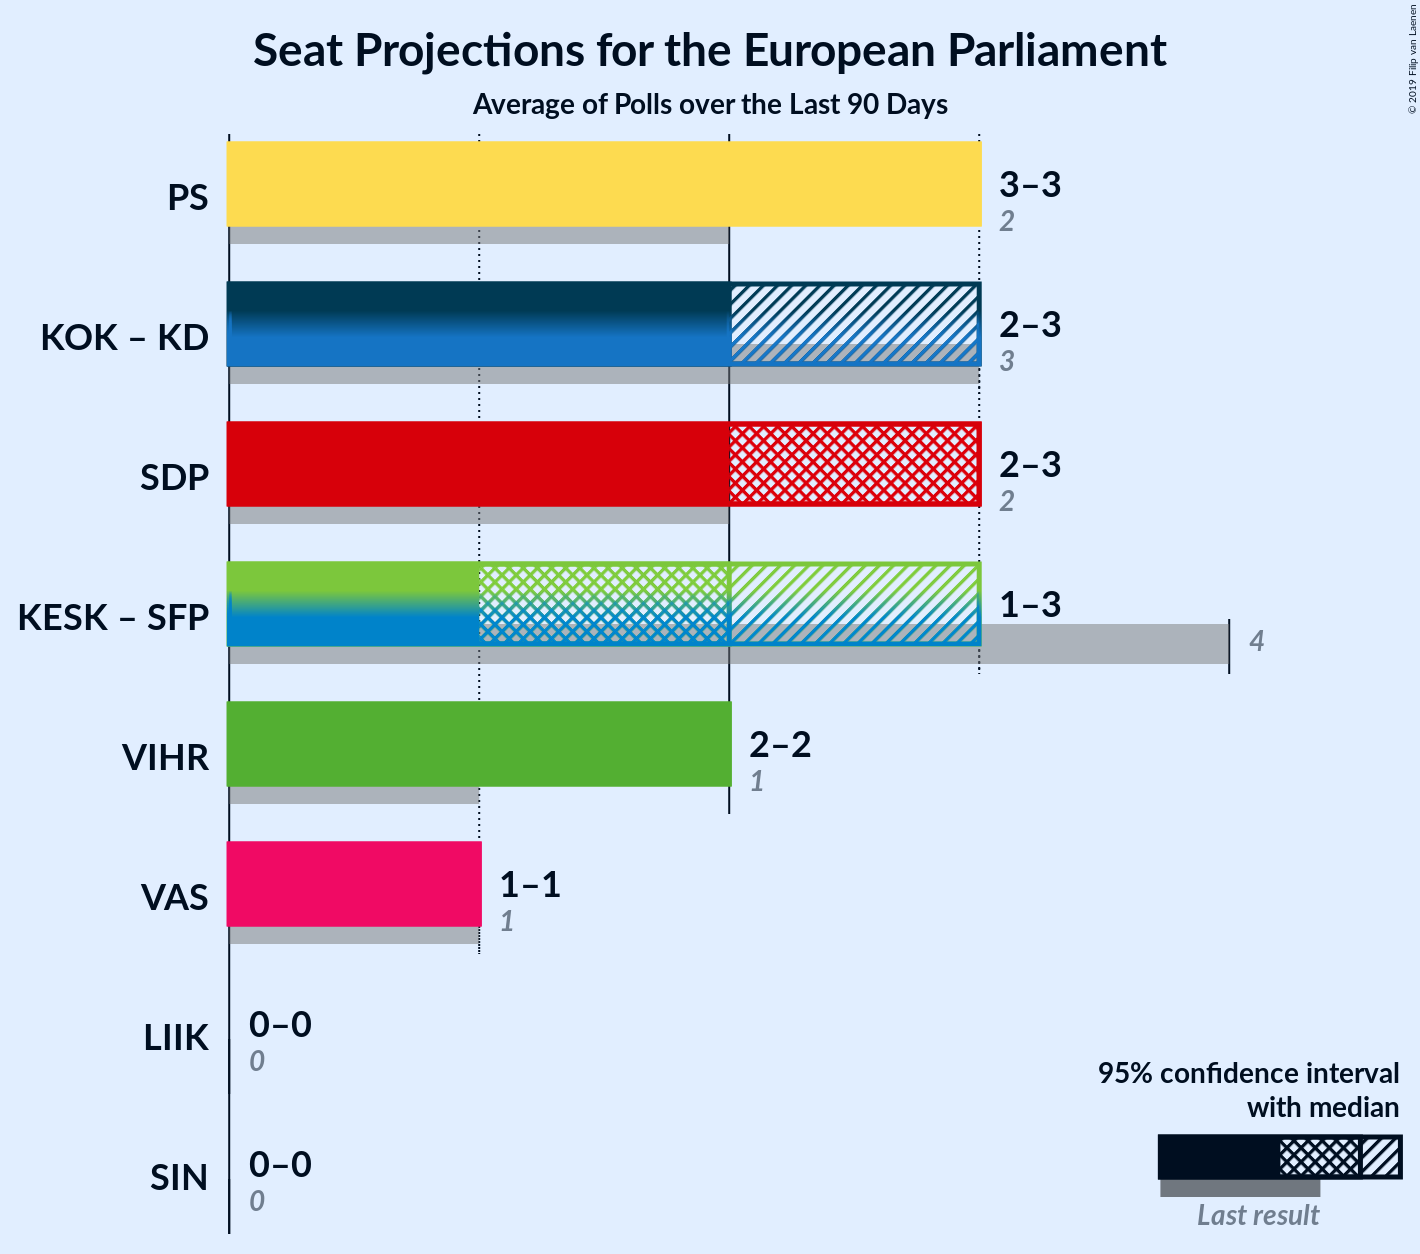 Seat Projections for the European Parliament
Average of Polls over the Last 90 Days
© 2019 Filip van Laenen
PS
3–3
2
KOK – KD
2–3
3
SDP
2–3
2
KESK – SFP
1–3
4
VIHR
2–2
1
VAS
1–1
1
LIIK
0–0
0
SIN
0–0
0
95% confidence interval
with median
Last result